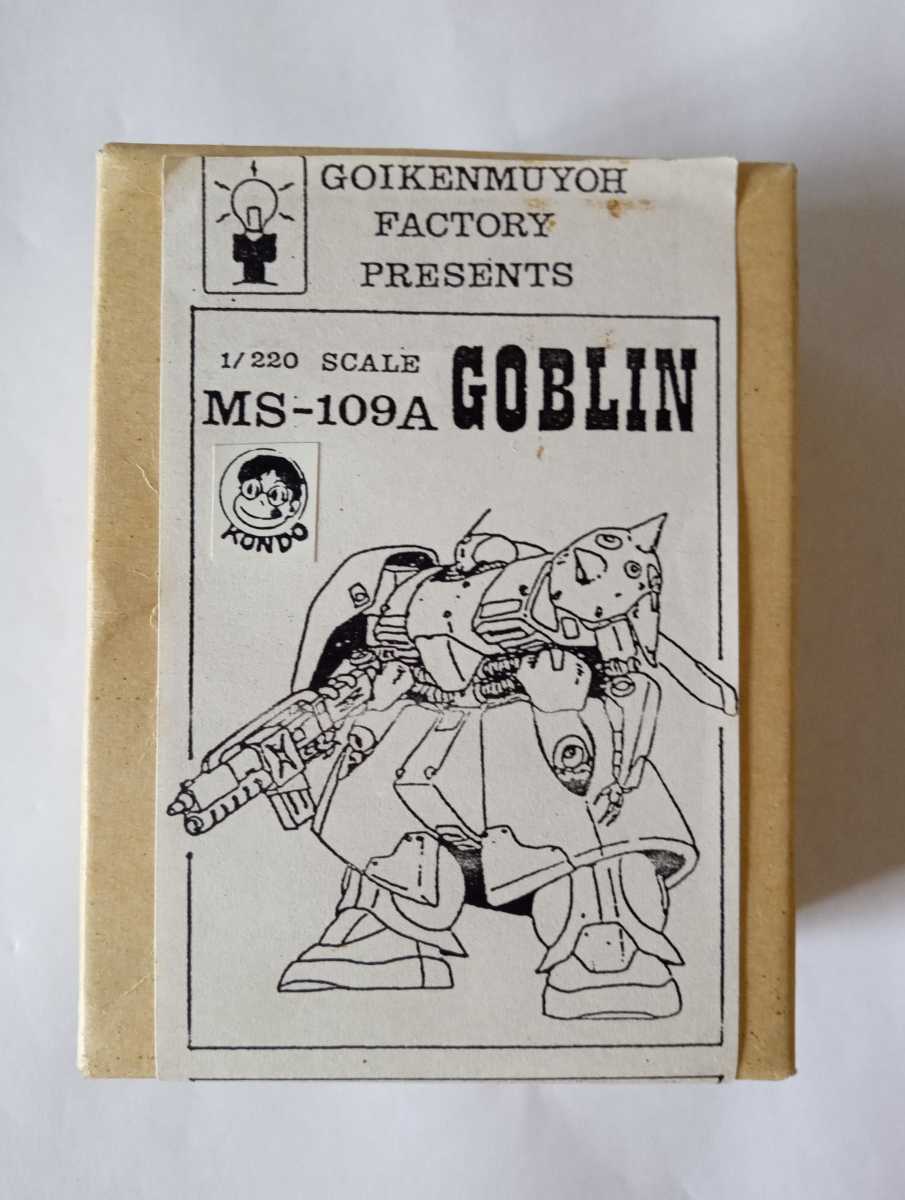 GOIKENMUYOH
FACTORY
PRESENTS
1/220 SCALE
MS-109A GOBLIN
KONDO